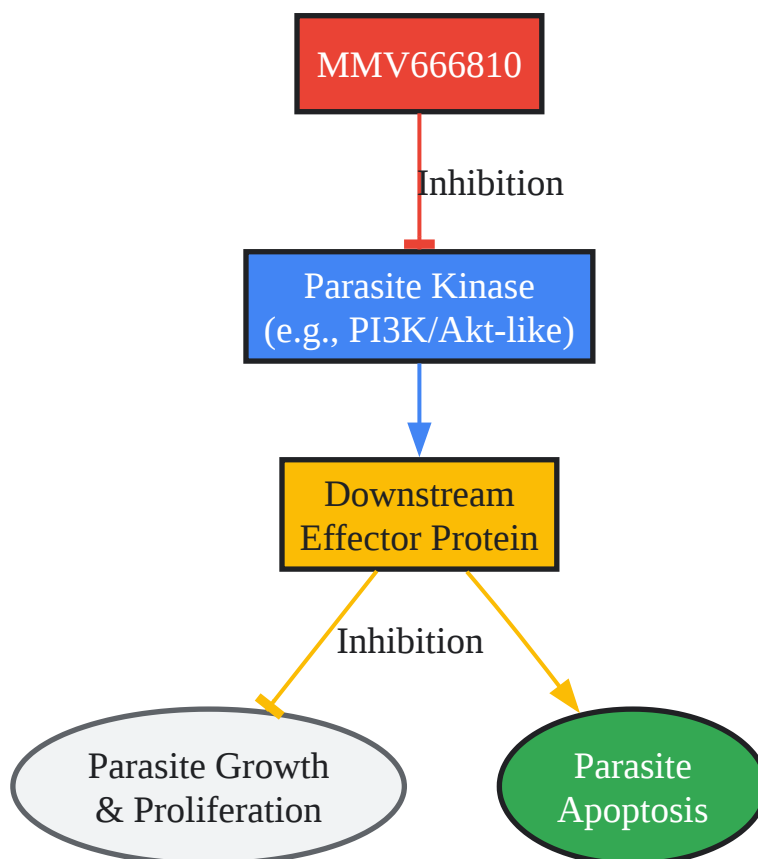 MMV666810
Inhibition
Parasite Kinase
(e.g., PI3K/Akt-like)
Downstream
Effector Protein
Inhibition
Parasite Growth
& Proliferation
Parasite
Apoptosis